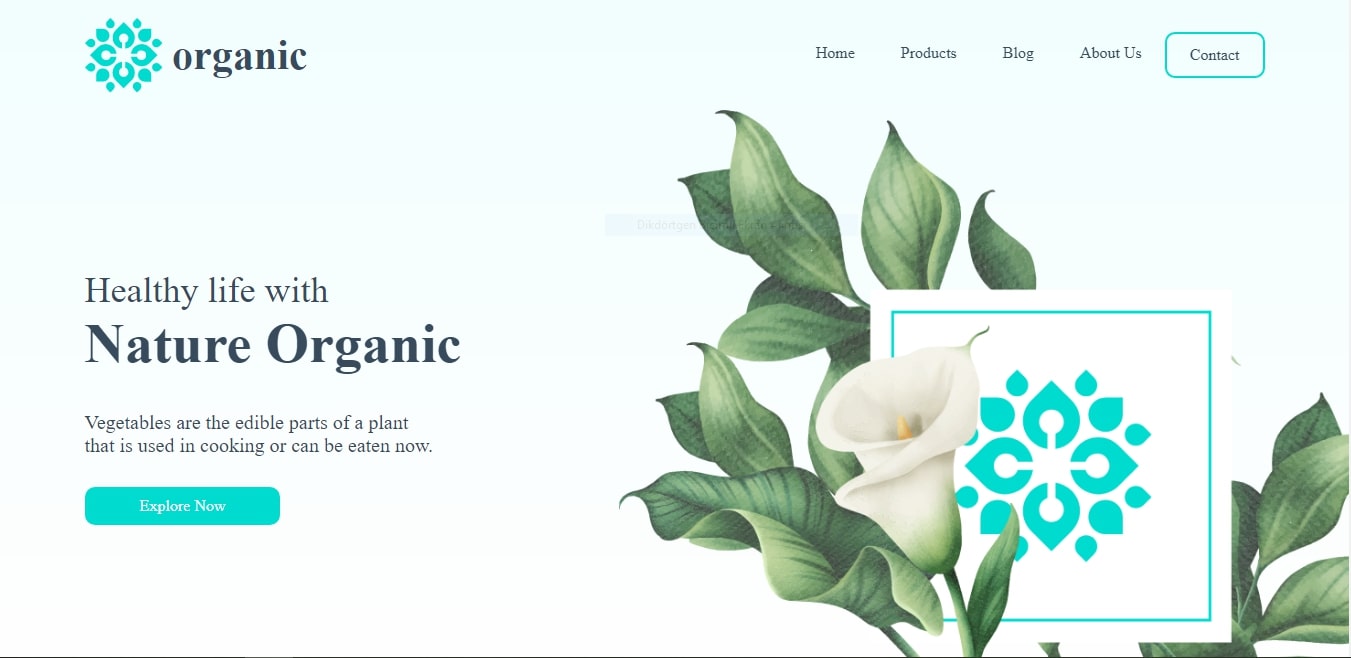 organic
Home
Products
Blog
About Us
Contact
Dikdörtgen
Healthy life with
Nature Organic
Vegetables are the edible parts of a plant
that is used in cooking or can be eaten now.
Explore Now